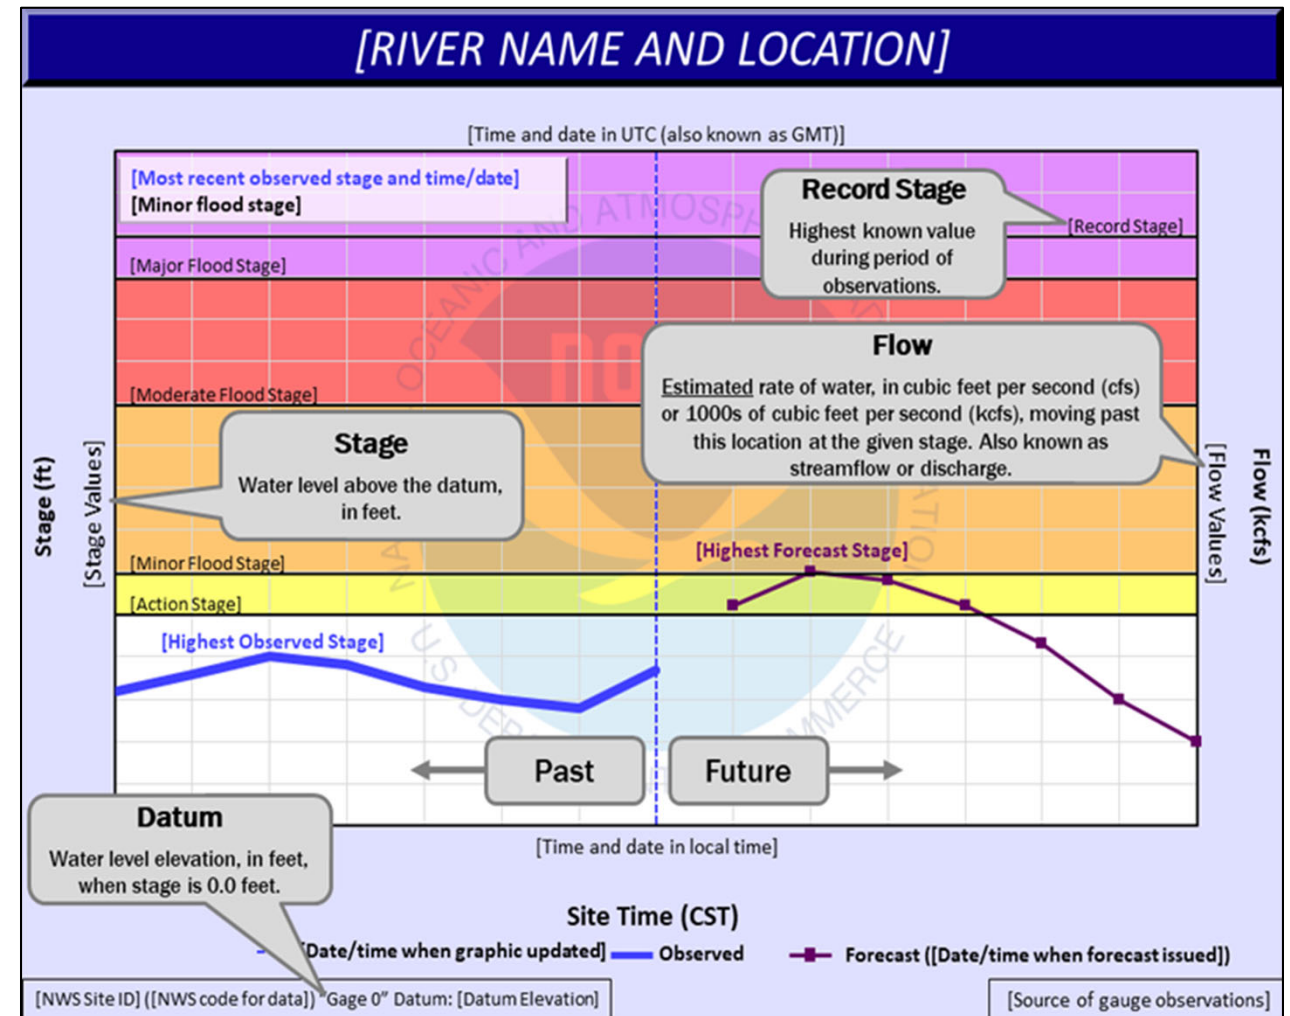 [RIVER NAME AND LOCATION]
[Time and date in UTC (also known as GMT)]
[Most recent observed stage and time/date]
[Minor flood stage]
Record Stage
Highest known value
during period of
observations.
[Record Stage]
[Major Flood Stage]
Flow
Estimated rate of water, in cubic feet per second (cfs)
or 1000s of cubic feet per second (kcfs), moving past
this location at the given stage. Also known as
streamflow or discharge.
[Moderate Flood Stage]
Stage
Water level above the datum,
in feet.
Stage (ft)
[Stage Values]
[Flow Values]
Flow (kcfs)
[Highest Forecast Stage]
[Minor Flood Stage]
[Action Stage]
[Highest Observed Stage]
Past
Future
Datum
Water level elevation, in feet,
when stage is 0.0 feet.
[Time and date in local time]
Site Time (CST)
Date/time when graphic updated]
Observed
Forecast ([Date/time when forecast issued])
[NWS Site ID] ([NWS code for data]) "Gage 0" Datum: [Datum Elevation]
[Source of gauge observations]